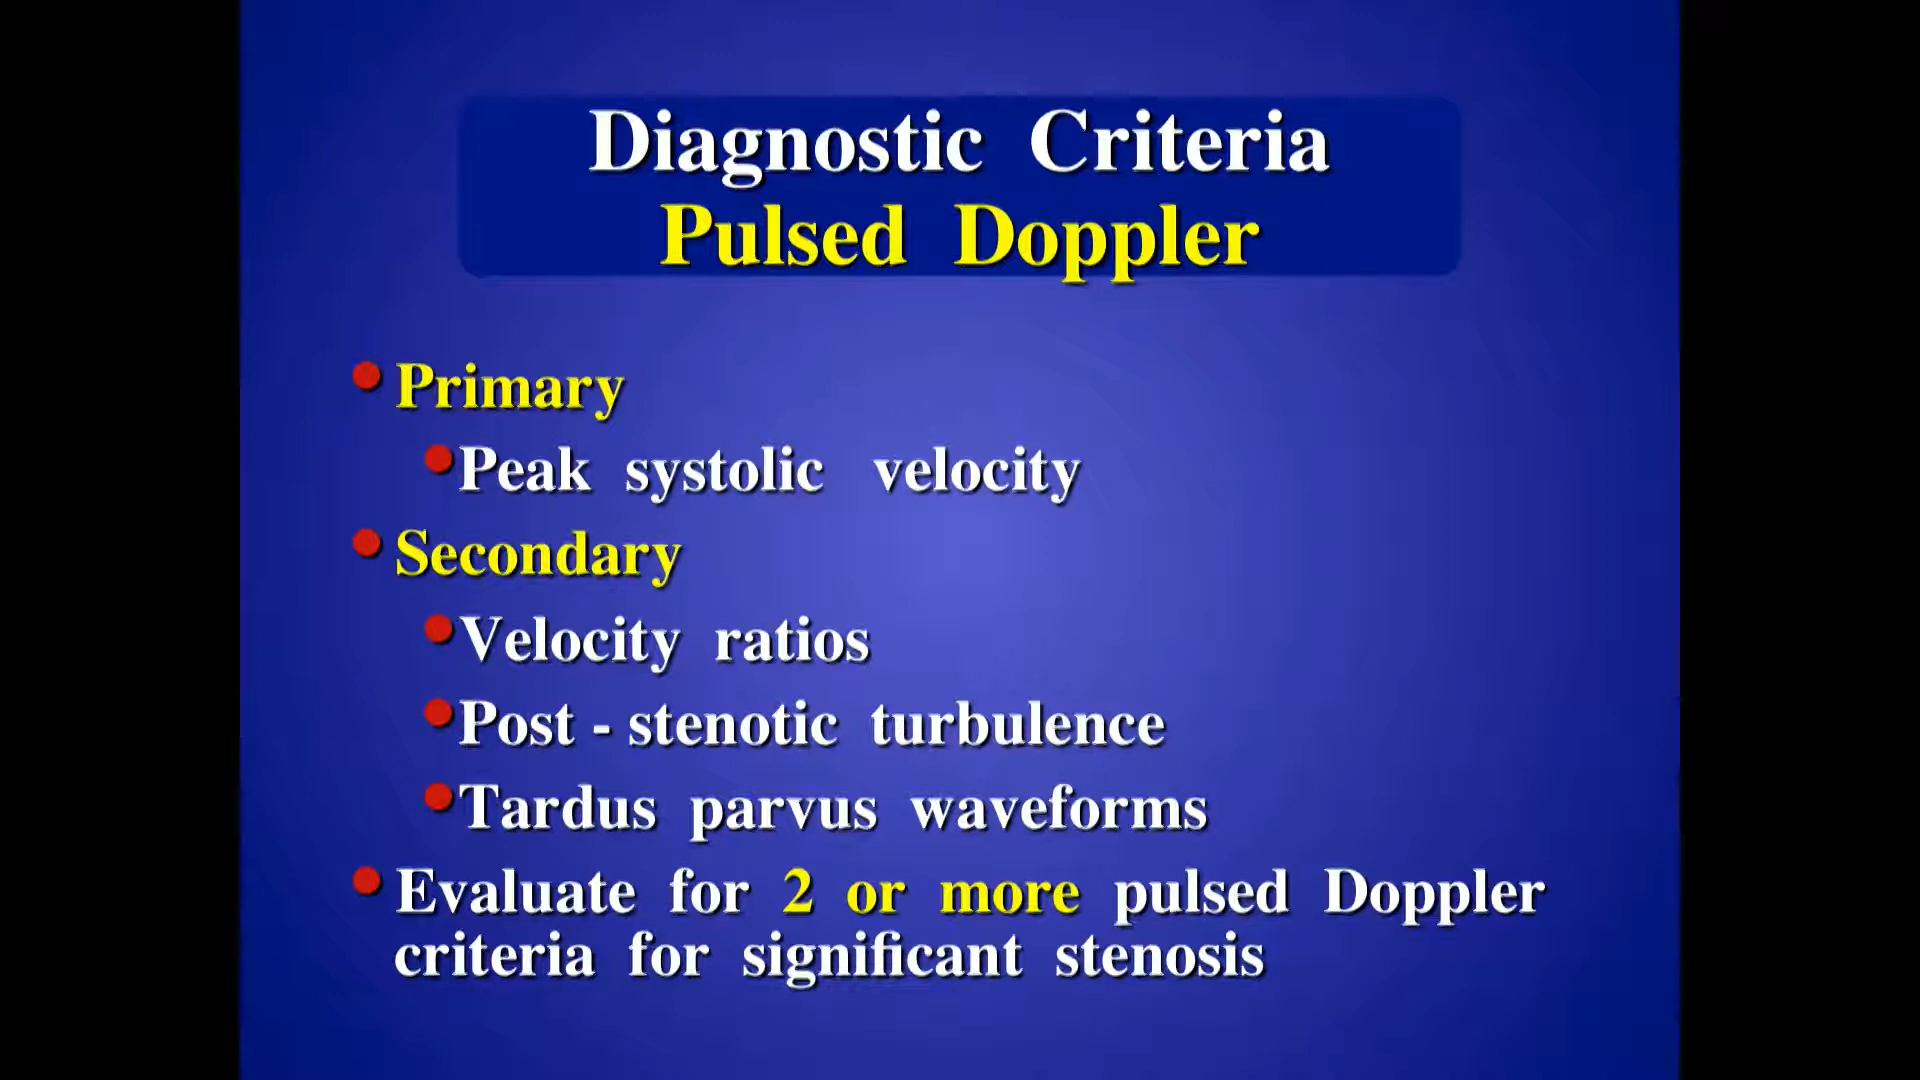 Diagnostic Criteria
Pulsed Doppler
Primary
Peak systolic velocity
Secondary
Velocity ratios
Post - stenotic turbulence
Tardus parvus waveforms
Evaluate for 2 or more pulsed Doppler
criteria for significant stenosis